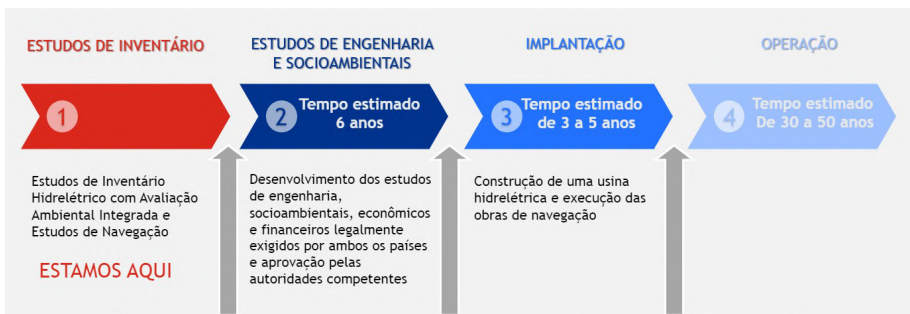 ESTUDOS DE INVENTÁRIO
1
Estudos de Inventário
Hidrelétrico com Avaliação
Ambiental Integrada e
Estudos de Navegação
ESTAMOS AQUI
ESTUDOS DE ENGENHARIA
E SOCIOAMBIENTAIS
2
Tempo estimado
6 anos
Desenvolvimento dos estudos
de engenharia,
socioambientais, econômicos
e financeiros legalmente
exigidos por ambos os países
e aprovação pelas
autoridades competentes
IMPLANTAÇÃO
3
Tempo estimado
de 3 a 5 anos
Construção de uma usina
hidrelétrica e execução das
obras de navegação
OPERAÇÃO
4
Tempo estimado
De 30 a 50 anos